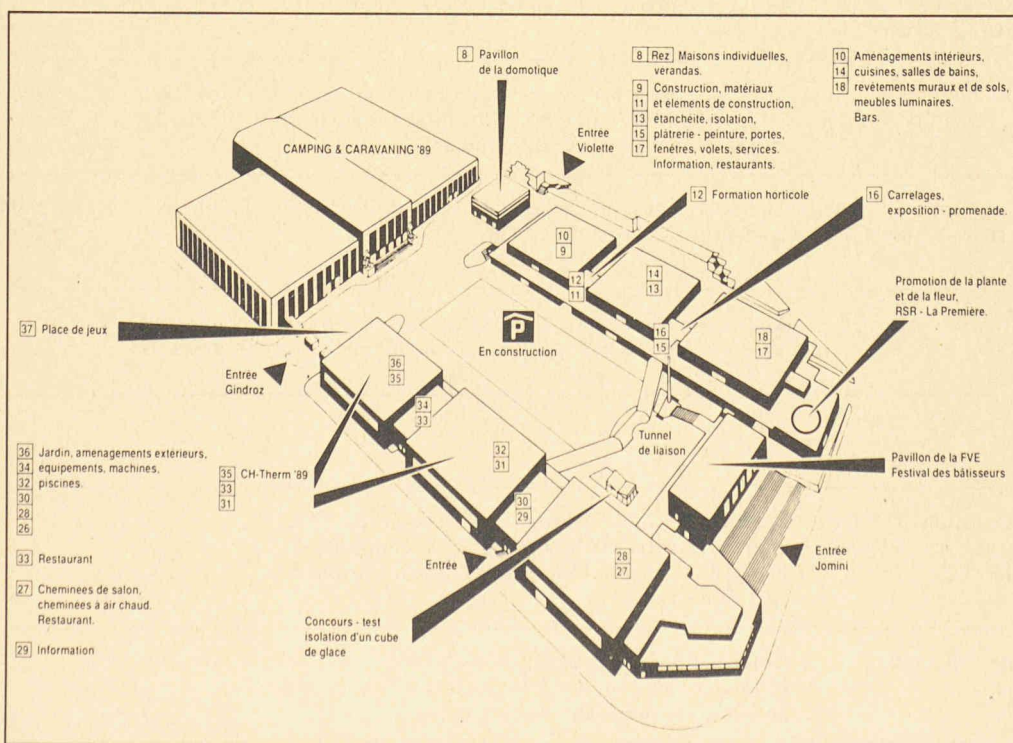 8 Pavillon
de la domotique
8 Rez Maisons individuelles,
verandas.
9 Construction, matériaux
11 et elements de construction,
13 etanchéite, isolation,
15 plâtrerie - peinture, portes,
17 fenêtres, volets, services.
Information, restaurants.
10 Amenagements intérieurs,
14 cuisines, salles de bains,
18 revêtements muraux et de sols,
meubles luminaires.
Bars.
CAMPING & CARAVANING '89
Entrée
Violette
12 Formation horticole
16 Carrelages,
exposition - promenade.
10
9
12
11
14
13
16
15
18
17
Promotion de la plante
et de la fleur,
RSR - La Première.
37 Place de jeux
P
En construction
Entrée
Gindroz
36
35
34
33
32
31
30
29
28
27
Tunnel
de liaison
Pavillon de la FVE
Festival des bâtisseurs
36 Jardin, amenagements extérieurs,
34 equipements, machines,
32 piscines.
30
28
26
35 CH-Therm '89
33
31
33 Restaurant
27 Cheminees de salon,
cheminées à air chaud.
Restaurant.
29 Information
Entrée
Entrée
Jomini
Concours - test
isolation d'un cube
de glace